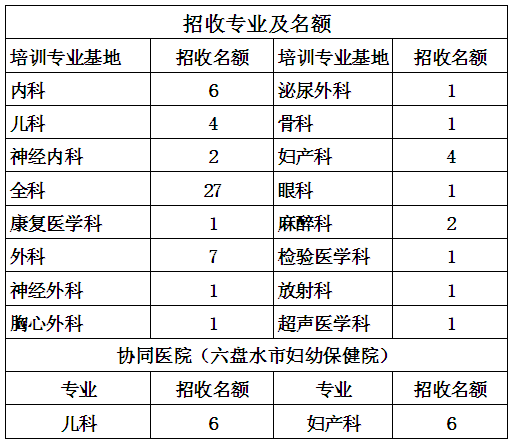 招收专业及名额
培训专业基地 招收名额 培训专业基地 招收名额
内科 6 泌尿外科 1
儿科 4 骨科 1
神经内科 2 妇产科 4
全科 27 眼科 1
康复医学科 1 麻醉科 2
外科 7 检验医学科 1
神经外科 1 放射科 1
胸心外科 1 超声医学科 1
协同医院（六盘水市妇幼保健院）
专业 招收名额 专业 招收名额
儿科 6 妇产科 6